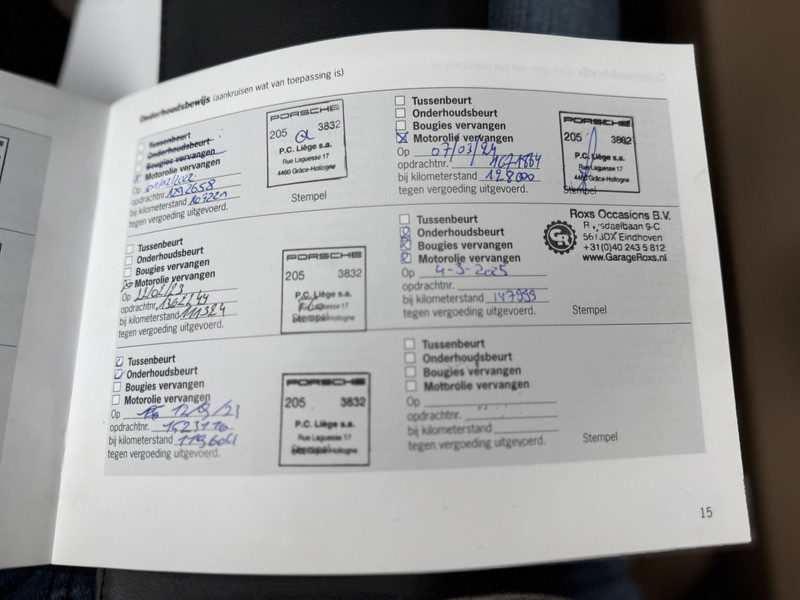 Onderhoudsbewijs (aankruisen wat van toepassing is)
Tussenbeurt
Onderhoudsbeurt
Bougies vervangen
Motorolie vervangen
Op
opdrachtnr. 1292658
bij kilometerstand
tegen vergoeding uitgevoerd.
PORSCHE
205 3832
P.C. Liège s.a.
Rue Laguesse 17
4460 Grâce-Hollogne
Stempel
Tussenbeurt
Onderhoudsbeurt
Bougies vervangen
Motorolie vervangen
Op
opdrachtnr.
bij kilometerstand
tegen vergoeding uitgevoerd.
PORSCHE
205 3832
P.C. Liège s.a.
Rue Laguesse 17
Stempel
Tussenbeurt
Onderhoudsbeurt
Bougies vervangen
Motorolie vervangen
Op
opdrachtnr.
bij kilometerstand
tegen vergoeding uitgevoerd.
PORSCHE
205 3832
P.C. Liège s.a.
Rue Laguesse 17
4460 Grâce-Hollogne
Stempel
Tussenbeurt
Onderhoudsbeurt
Bougies vervangen
Motorolie vervangen
Op 07/03/24
opdrachtnr.
bij kilometerstand 128000
tegen vergoeding uitgevoerd.
PORSCHE
205 3832
P.C. Liège s.a.
Rue Laguesse 17
4460 Grâce-Hollogne
Stempel
Tussenbeurt
Onderhoudsbeurt
Bougies vervangen
Motorolie vervangen
Op 4-3-2025
opdrachtnr.
bij kilometerstand 147999
tegen vergoeding uitgevoerd.
GR
Roxs Occasions B.V.
9-C
Eindhoven
+31(0)40 243 5 812
www.GarageRoxs.nl
Stempel
Tussenbeurt
Onderhoudsbeurt
Bougies vervangen
Motorolie vervangen
Op
opdrachtnr.
bij kilometerstand
tegen vergoeding uitgevoerd.
Stempel
15